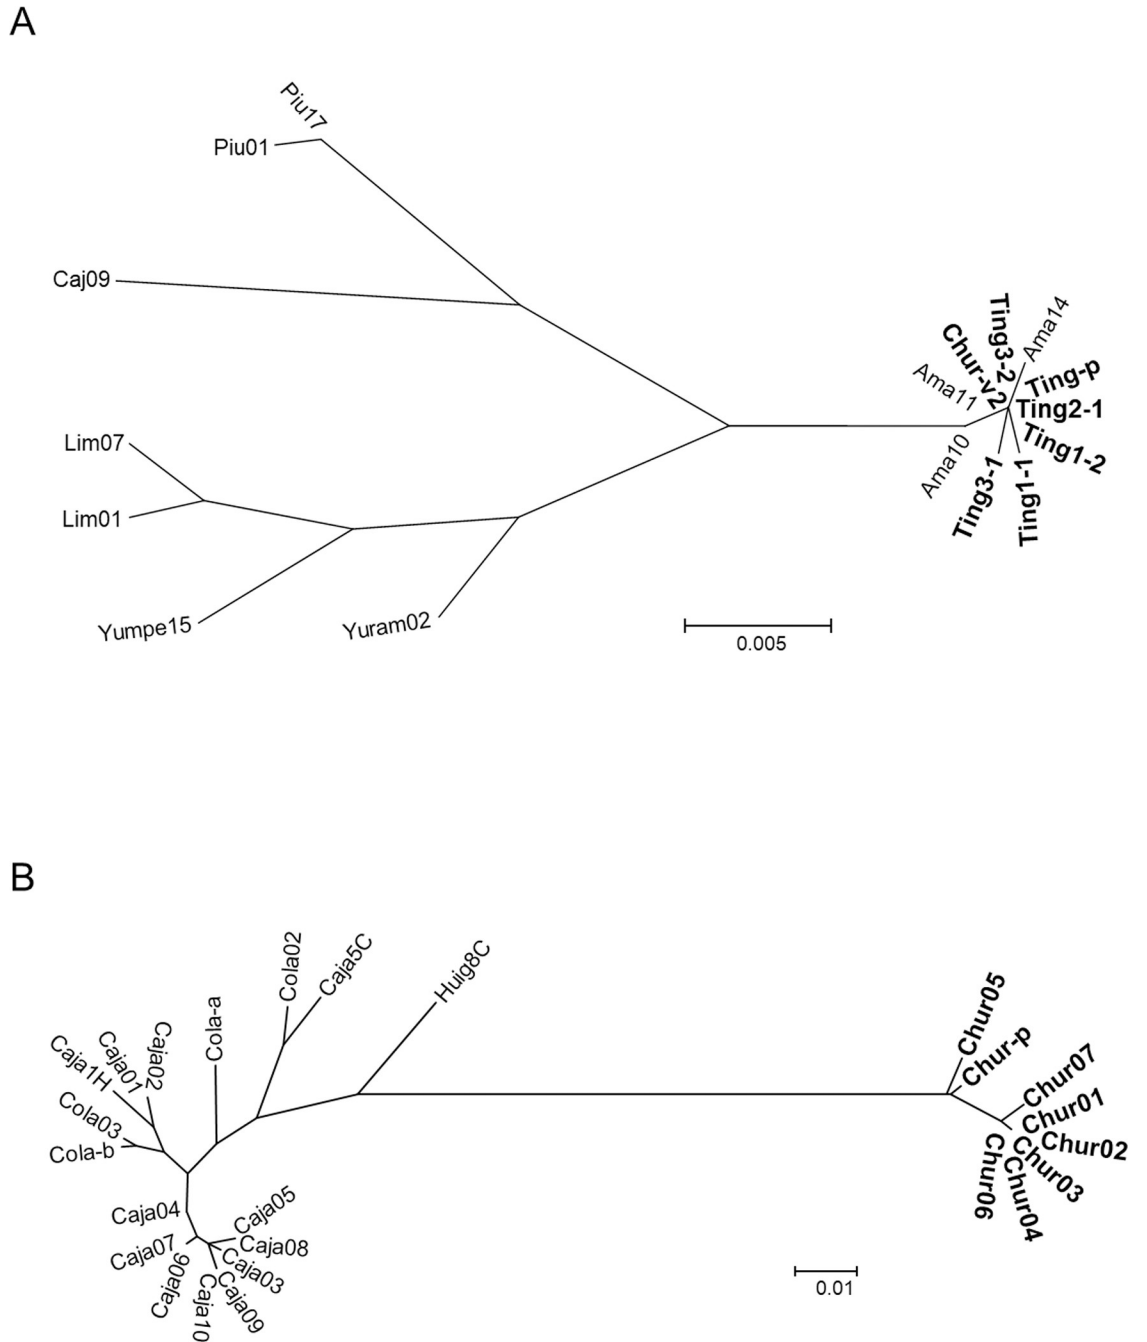 A
Piu17
Piu01
Caj09
Ting3-2
Ama14
Chur-v2
Ama11
Ting-p
Ting2-1
Ting1-2
Ama10
Ting3-1
Ting1-1
Lim07
Lim01
Yumpe15
Yuram02
0.005
B
Cola02
Caja5C
Huig8C
Cola-a
Caja02
Caja01
Caja1H
Cola03
Cola-b
Caja04
Caja05
Caja07
Caja08
Caja06
Caja03
Caja10
Caja09
Chur05
Chur-p
Chur07
Chur01
Chur02
Chur03
Chur06
Chur04
0.01